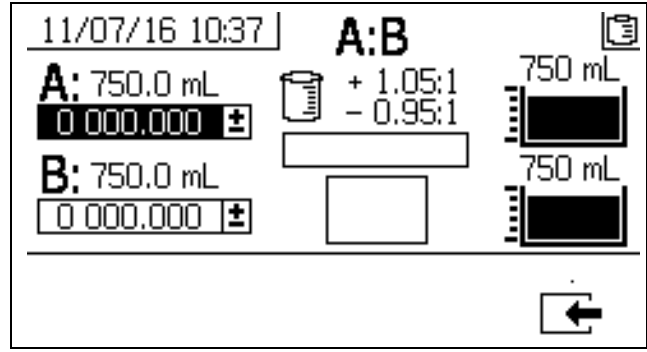 11/07/16 10:37
A:B
A: 750.0 mL
0 000.000 ±
B: 750.0 mL
0 000.000 ±
+ 1.05:1
- 0.95:1
750 mL
750 mL